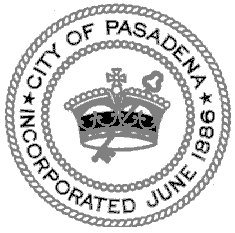 CITY OF PASADENA
INCORPORATED JUNE 1886